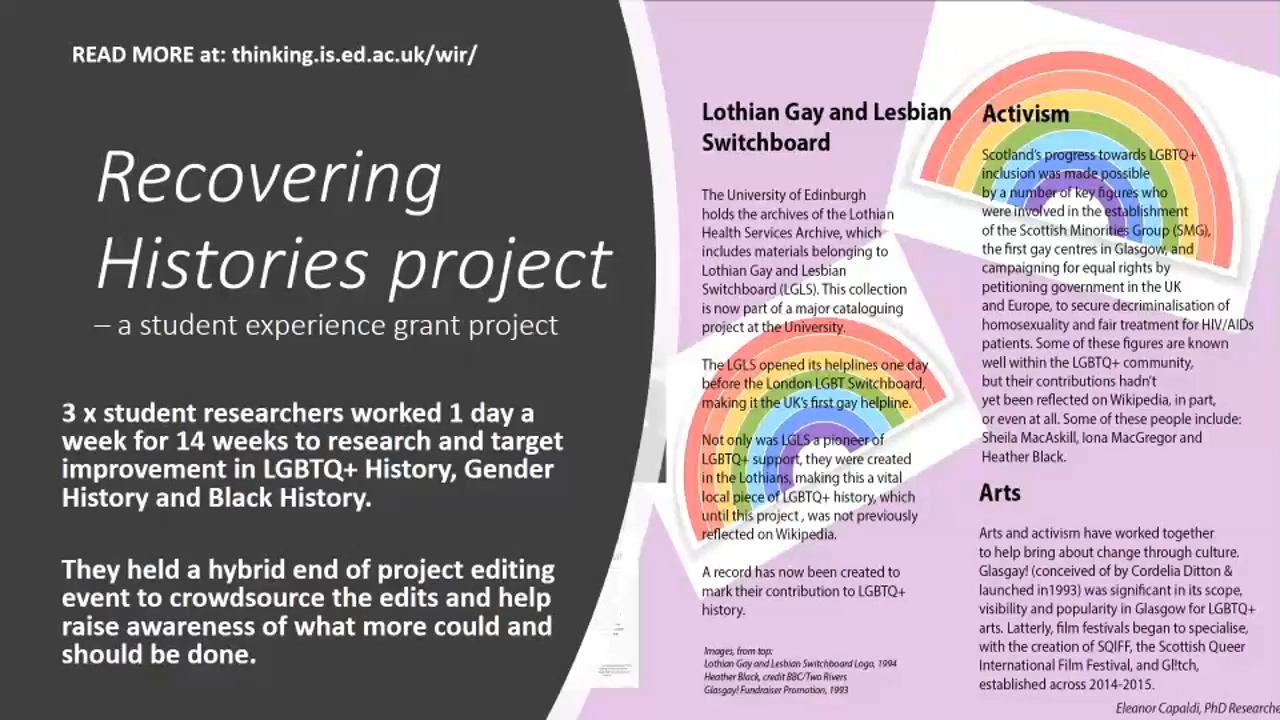 READ MORE at: thinking.is.ed.ac.uk/wir/
Recovering
Histories project
– a student experience grant project
3 x student researchers worked 1 day a
week for 14 weeks to research and target
improvement in LGBTQ+ History, Gender
History and Black History.
They held a hybrid end of project editing
event to crowdsource the edits and help
raise awareness of what more could and
should be done.
Lothian Gay and Lesbian
Switchboard
The University of Edinburgh
holds the archives of the Lothian
Health Services Archive, which
includes materials belonging to
Lothian Gay and Lesbian
Switchboard (LGLS). This collection
is now part of a major cataloguing
project at the University.
The LGLS opened its helplines one day
before the London LGBT Switchboard,
making it the UK's first gay helpline.
Not only was LGLS a pioneer of
LGBTQ+ support, they were created
in the Lothians, making this a vital
local piece of LGBTQ+ history, which
until this project , was not previously
reflected on Wikipedia.
A record has now been created to
mark their contribution to LGBTQ+
history.
Images, from top:
Lothian Gay and Lesbian Switchboard Logo, 1994
Heather Black, credit BBC/Two Rivers
Glasgay! Fundraiser Promotion, 1993
Activism
Scotland's progress towards LGBTQ+
inclusion was made possible
by a number of key figures who
were involved in the establishment
of the Scottish Minorities Group (SMG),
the first gay centres in Glasgow, and
campaigning for equal rights by
petitioning government in the UK
and Europe, to secure decriminalisation of
homosexuality and fair treatment for HIV/AIDs
patients. Some of these figures are known
well within the LGBTQ+ community,
but their contributions hadn't
yet been reflected on Wikipedia, in part,
or even at all. Some of these people include:
Sheila MacAskill, Iona MacGregor and
Heather Black.
Arts
Arts and activism have worked together
to help bring about change through culture.
Glasgay! (conceived of by Cordelia Ditton &
launched in1993) was significant in its scope,
visibility and popularity in Glasgow for LGBTQ+
arts. Latterly, film festivals began to specialise,
with the creation of SQIFF, the Scottish Queer
International Film Festival, and Gl!tch,
established across 2014-2015.
Eleanor Capaldi, PhD Researche